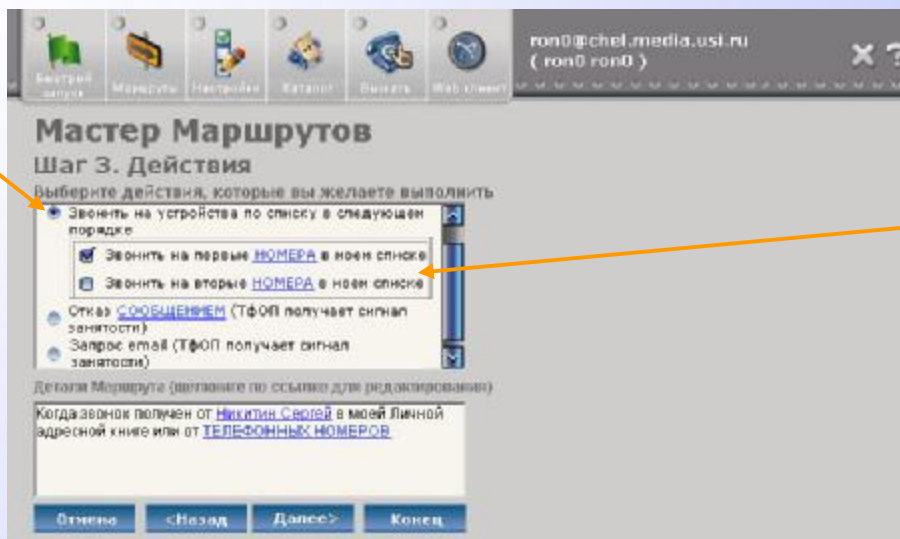 ron0@chel.media.usi.ru
( ron0 ron0 )
Быстрый
запуск
Маршруты Настройки Каталог Вызвать Web клиент
Мастер Маршрутов
Шаг 3. Действия
Выберите действия, которые вы желаете выполнить
Звонить на устройства по списку в следующем
порядке
Звонить на первые НОМЕРА в моем списке
Звонить на вторые НОМЕРА в моем списке
Отказ СООБЩЕНИЕМ (ТФОП получает сигнал
занятости)
Запрос email (ТФОП получает сигнал
занятости)
Детали Маршрута (щелкните по ссылке для редактирования)
Когда звонок получен от Никитин Сергей в моей Личной
адресной книге или от ТЕЛЕФОННЫХ НОМЕРОВ
Отмена <Назад Далее> Конец